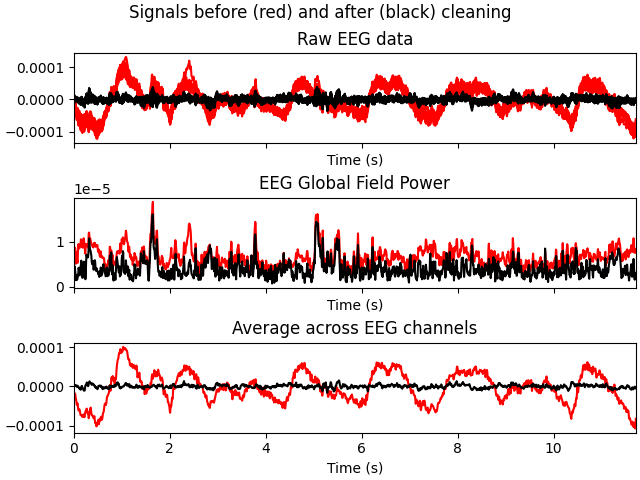 Signals before (red) and after (black) cleaning
Raw EEG data
0.0001
0.0000
−0.0001
Time (s)
EEG Global Field Power
1e−5
1
0
Time (s)
Average across EEG channels
0.0001
0.0000
−0.0001
0 2 4 6 8 10
Time (s)